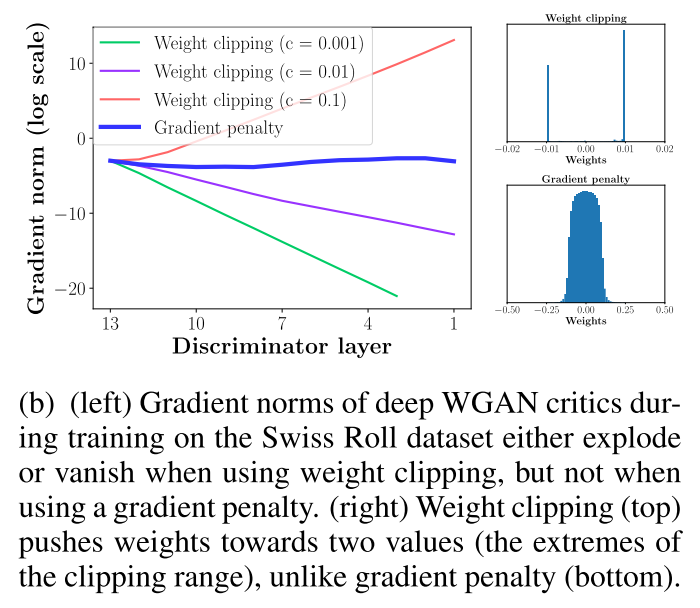 Gradient norm (log scale)
10
0
−10
−20
Weight clipping (c = 0.001)
Weight clipping (c = 0.01)
Weight clipping (c = 0.1)
Gradient penalty
13 10 7 4 1
Discriminator layer
Weight clipping
−0.02 −0.01 0.00 0.01 0.02
Weights
Gradient penalty
−0.50 −0.25 0.00 0.25 0.50
Weights
(b) (left) Gradient norms of deep WGAN critics dur-
ing training on the Swiss Roll dataset either explode
or vanish when using weight clipping, but not when
using a gradient penalty. (right) Weight clipping (top)
pushes weights towards two values (the extremes of
the clipping range), unlike gradient penalty (bottom).